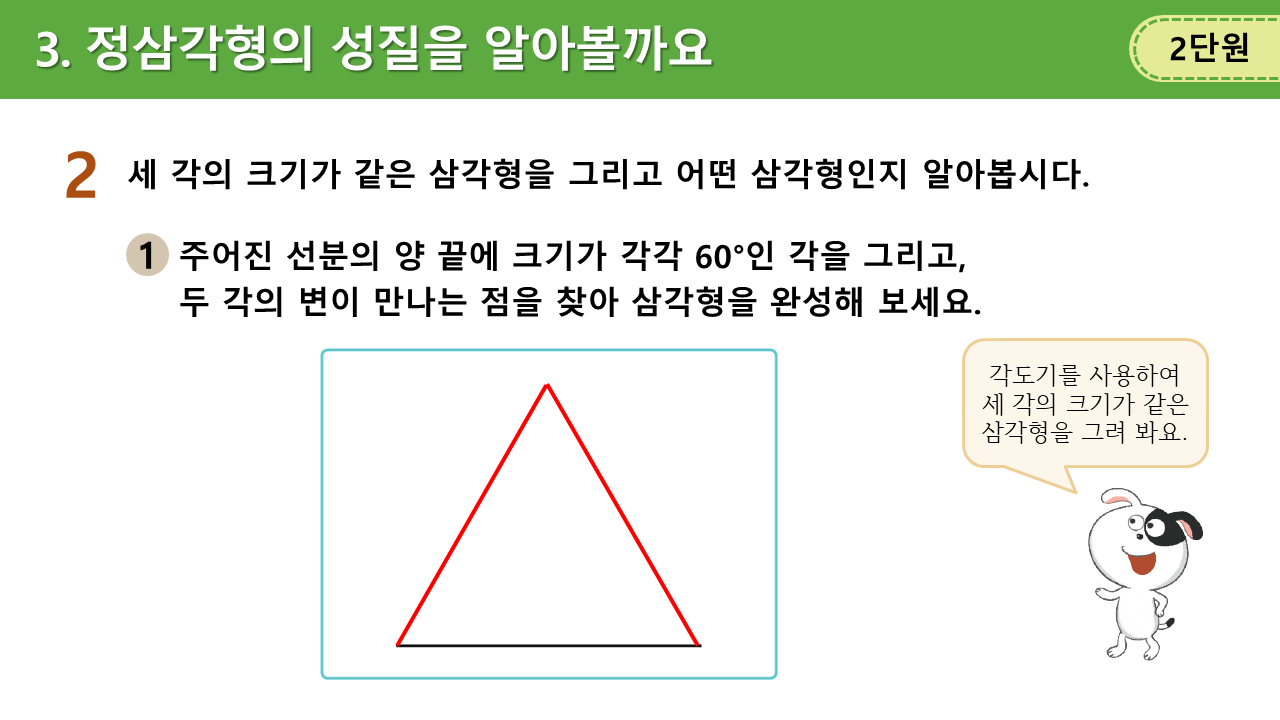 3. 정삼각형의 성질을 알아볼까요
2단원
2 세 각의 크기가 같은 삼각형을 그리고 어떤 삼각형인지 알아봅시다.
1 주어진 선분의 양 끝에 크기가 각각 60°인 각을 그리고,
두 각의 변이 만나는 점을 찾아 삼각형을 완성해 보세요.
각도기를 사용하여
세 각의 크기가 같은
삼각형을 그려 봐요.